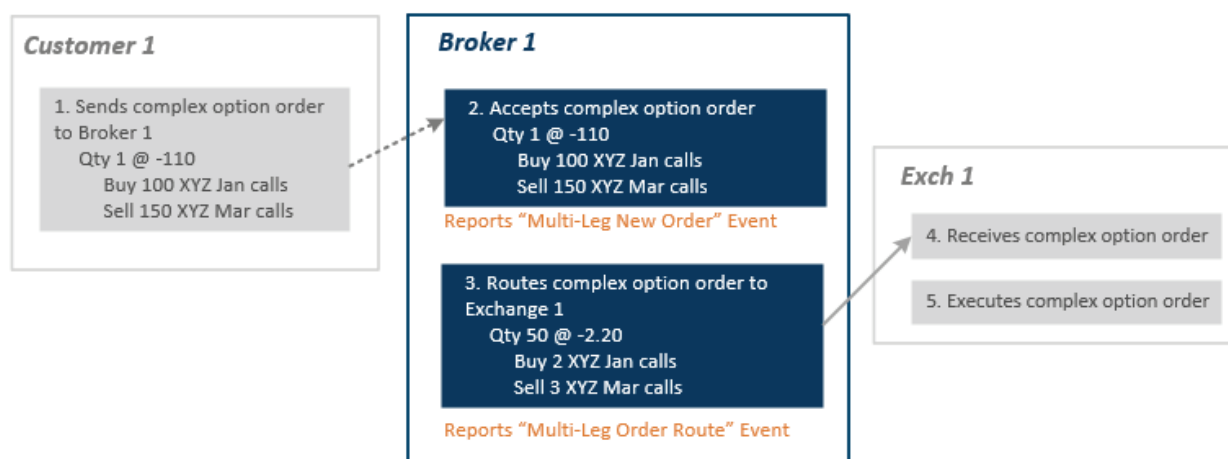 Customer 1
1. Sends complex option order
to Broker 1
Qty 1 @ -110
Buy 100 XYZ Jan calls
Sell 150 XYZ Mar calls
Broker 1
2. Accepts complex option order
Qty 1 @ -110
Buy 100 XYZ Jan calls
Sell 150 XYZ Mar calls
Reports “Multi-Leg New Order” Event
3. Routes complex option order to
Exchange 1
Qty 50 @ -2.20
Buy 2 XYZ Jan calls
Sell 3 XYZ Mar calls
Reports “Multi-Leg Order Route” Event
Exch 1
4. Receives complex option order
5. Executes complex option order